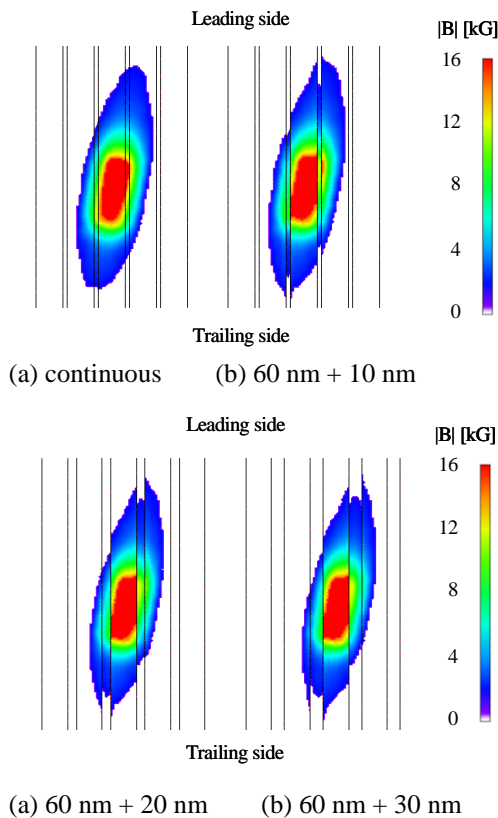 Leading side
|B| [kG]
16
12
8
4
0
Trailing side
(a) continuous (b) 60 nm + 10 nm
Leading side
|B| [kG]
16
12
8
4
0
Trailing side
(a) 60 nm + 20 nm (b) 60 nm + 30 nm